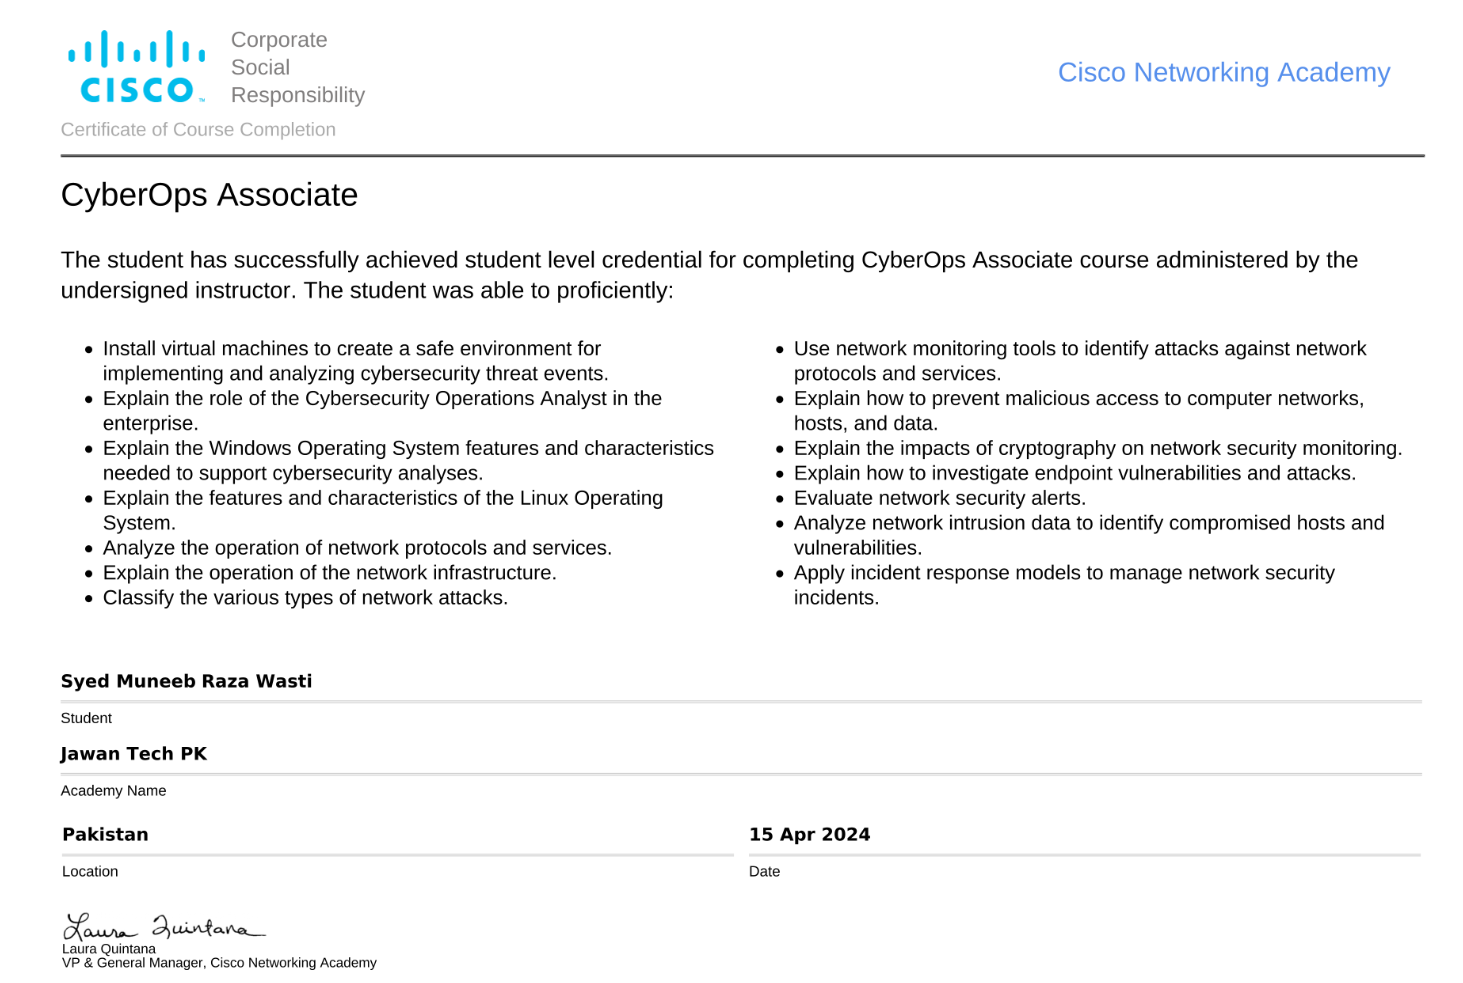 CISCO
Corporate
Social
Responsibility
Cisco Networking Academy
Certificate of Course Completion
CyberOps Associate
The student has successfully achieved student level credential for completing CyberOps Associate course administered by the
undersigned instructor. The student was able to proficiently:
Install virtual machines to create a safe environment for
implementing and analyzing cybersecurity threat events.
Explain the role of the Cybersecurity Operations Analyst in the
enterprise.
Explain the Windows Operating System features and characteristics
needed to support cybersecurity analyses.
Explain the features and characteristics of the Linux Operating
System.
Analyze the operation of network protocols and services.
Explain the operation of the network infrastructure.
Classify the various types of network attacks.
Use network monitoring tools to identify attacks against network
protocols and services.
Explain how to prevent malicious access to computer networks,
hosts, and data.
Explain the impacts of cryptography on network security monitoring.
Explain how to investigate endpoint vulnerabilities and attacks.
Evaluate network security alerts.
Analyze network intrusion data to identify compromised hosts and
vulnerabilities.
Apply incident response models to manage network security
incidents.
Syed Muneeb Raza Wasti
Student
Jawan Tech PK
Academy Name
Pakistan
Location
15 Apr 2024
Date
Laura Quintana
Laura Quintana
VP & General Manager, Cisco Networking Academy